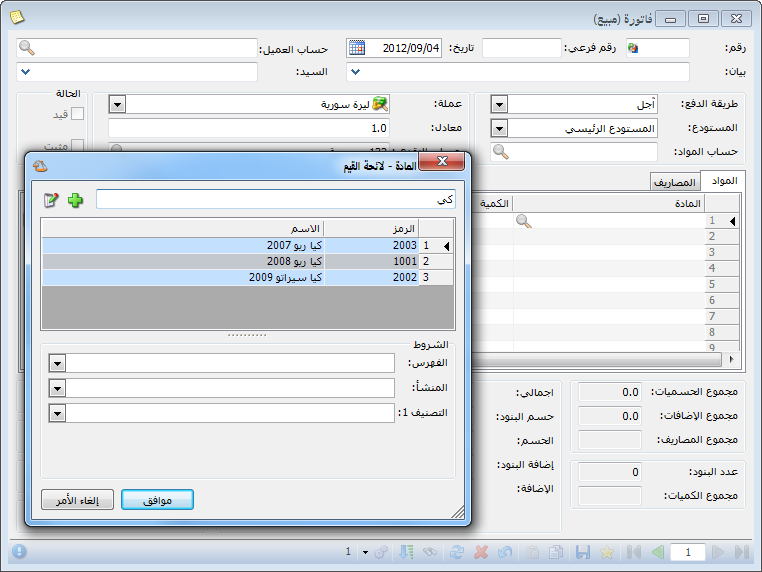 فاتورة (مبيع)
رقم:
رقم فرعي:
تاريخ: 2012/09/04
حساب العميل:
بيان:
السيد:
طريقة الدفع: آجل
عملة: ليرة سورية
الحالة
المستودع: المستودع الرئيسي
معادل: 1.0
قيد
حساب المواد:
مثبت
المواد المصاريف
المادة الكمية
1
2
3
4
5
6
7
8
9
المادة - لائحة القيم
كي
الرمز الاسم
1 2003 كيا ريو 2007
2 1001 كيا ريو 2008
3 2002 كيا سيراتو 2009
الشروط
الفهرس:
المنشأ:
التصنيف 1:
موافق إلغاء الأمر
مجموع الحسميات: 0.0
اجمالي:
مجموع الإضافات: 0.0
حسم البنود:
مجموع المصاريف:
الحسم:
عدد البنود: 0
إضافة البنود:
مجموع الكميات:
الإضافة:
1
1